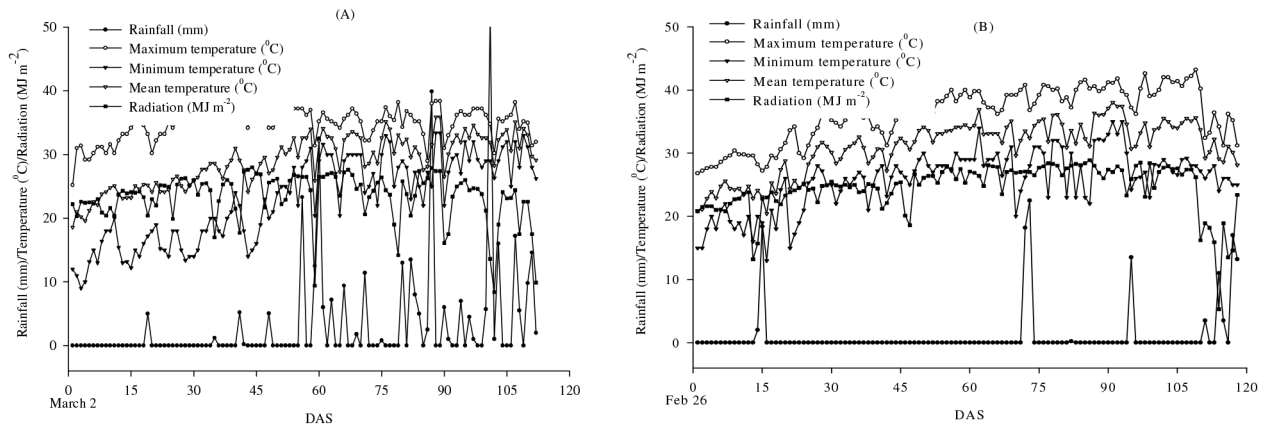 (A)
Rainfall (mm)/Temperature (⁰C)/Radiation (MJ m⁻²)
50
40
30
20
10
0
Rainfall (mm)
Maximum temperature (⁰C)
Minimum temperature (⁰C)
Mean temperature (⁰C)
Radiation (MJ m⁻²)
0 15 30 45 60 75 90 105 120
March 2
DAS
(B)
Rainfall (mm)/Temperature (⁰C)/Radiation (MJ m⁻²)
50
40
30
20
10
0
Rainfall (mm)
Maximum temperature (⁰C)
Minimum temperature (⁰C)
Mean temperature (⁰C)
Radiation (MJ m⁻²)
0 15 30 45 60 75 90 105 120
Feb 26
DAS